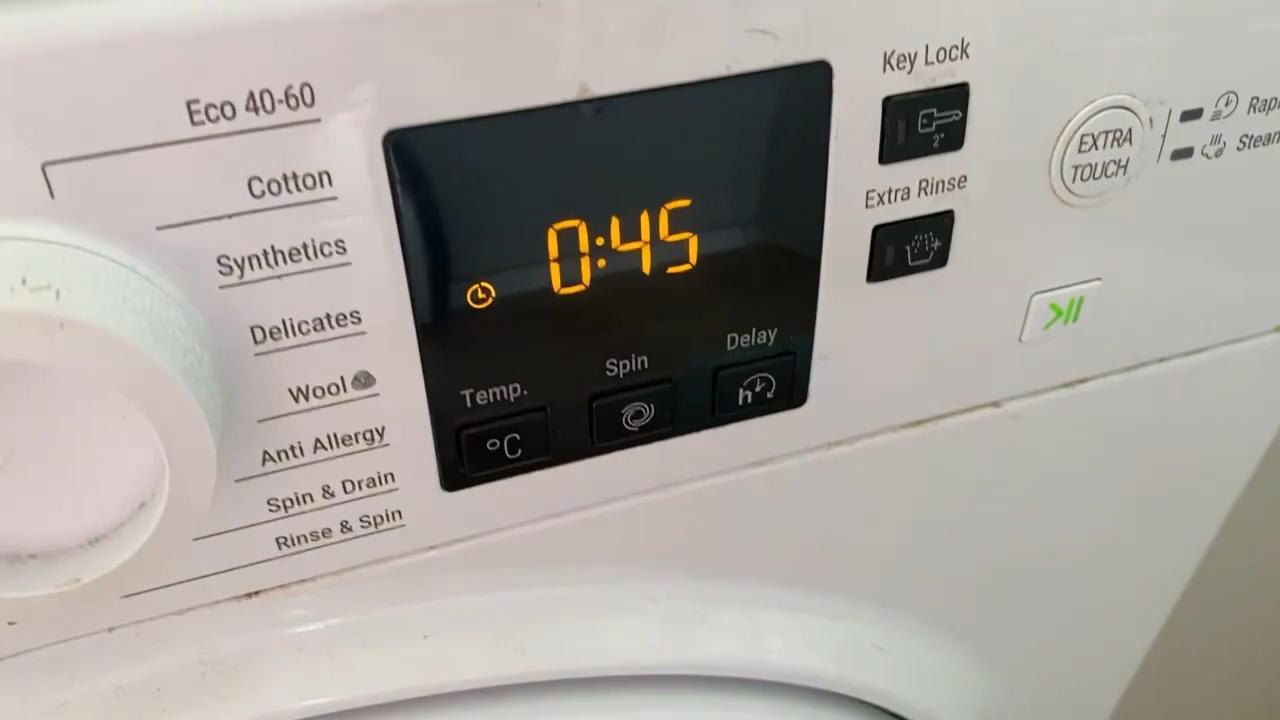 Eco 40-60
Cotton
Synthetics
Delicates
Wool
Anti Allergy
Spin & Drain
Rinse & Spin
0:45
Temp.
°C
Spin
Delay
h
Key Lock
2"
Extra Rinse
EXTRA
TOUCH